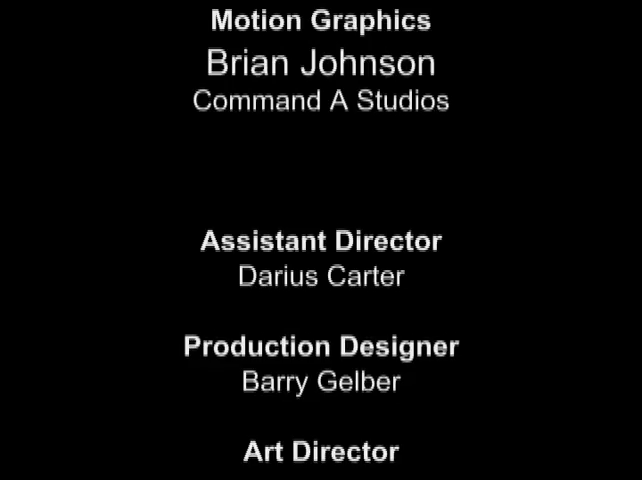 Motion Graphics
Brian Johnson
Command A Studios
Assistant Director
Darius Carter
Production Designer
Barry Gelber
Art Director